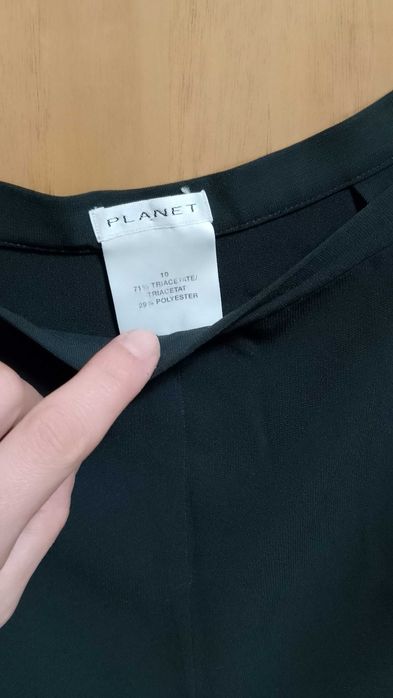 PLANET
10
71% TRIACETATE/
TRIACETAT
29% POLYESTER